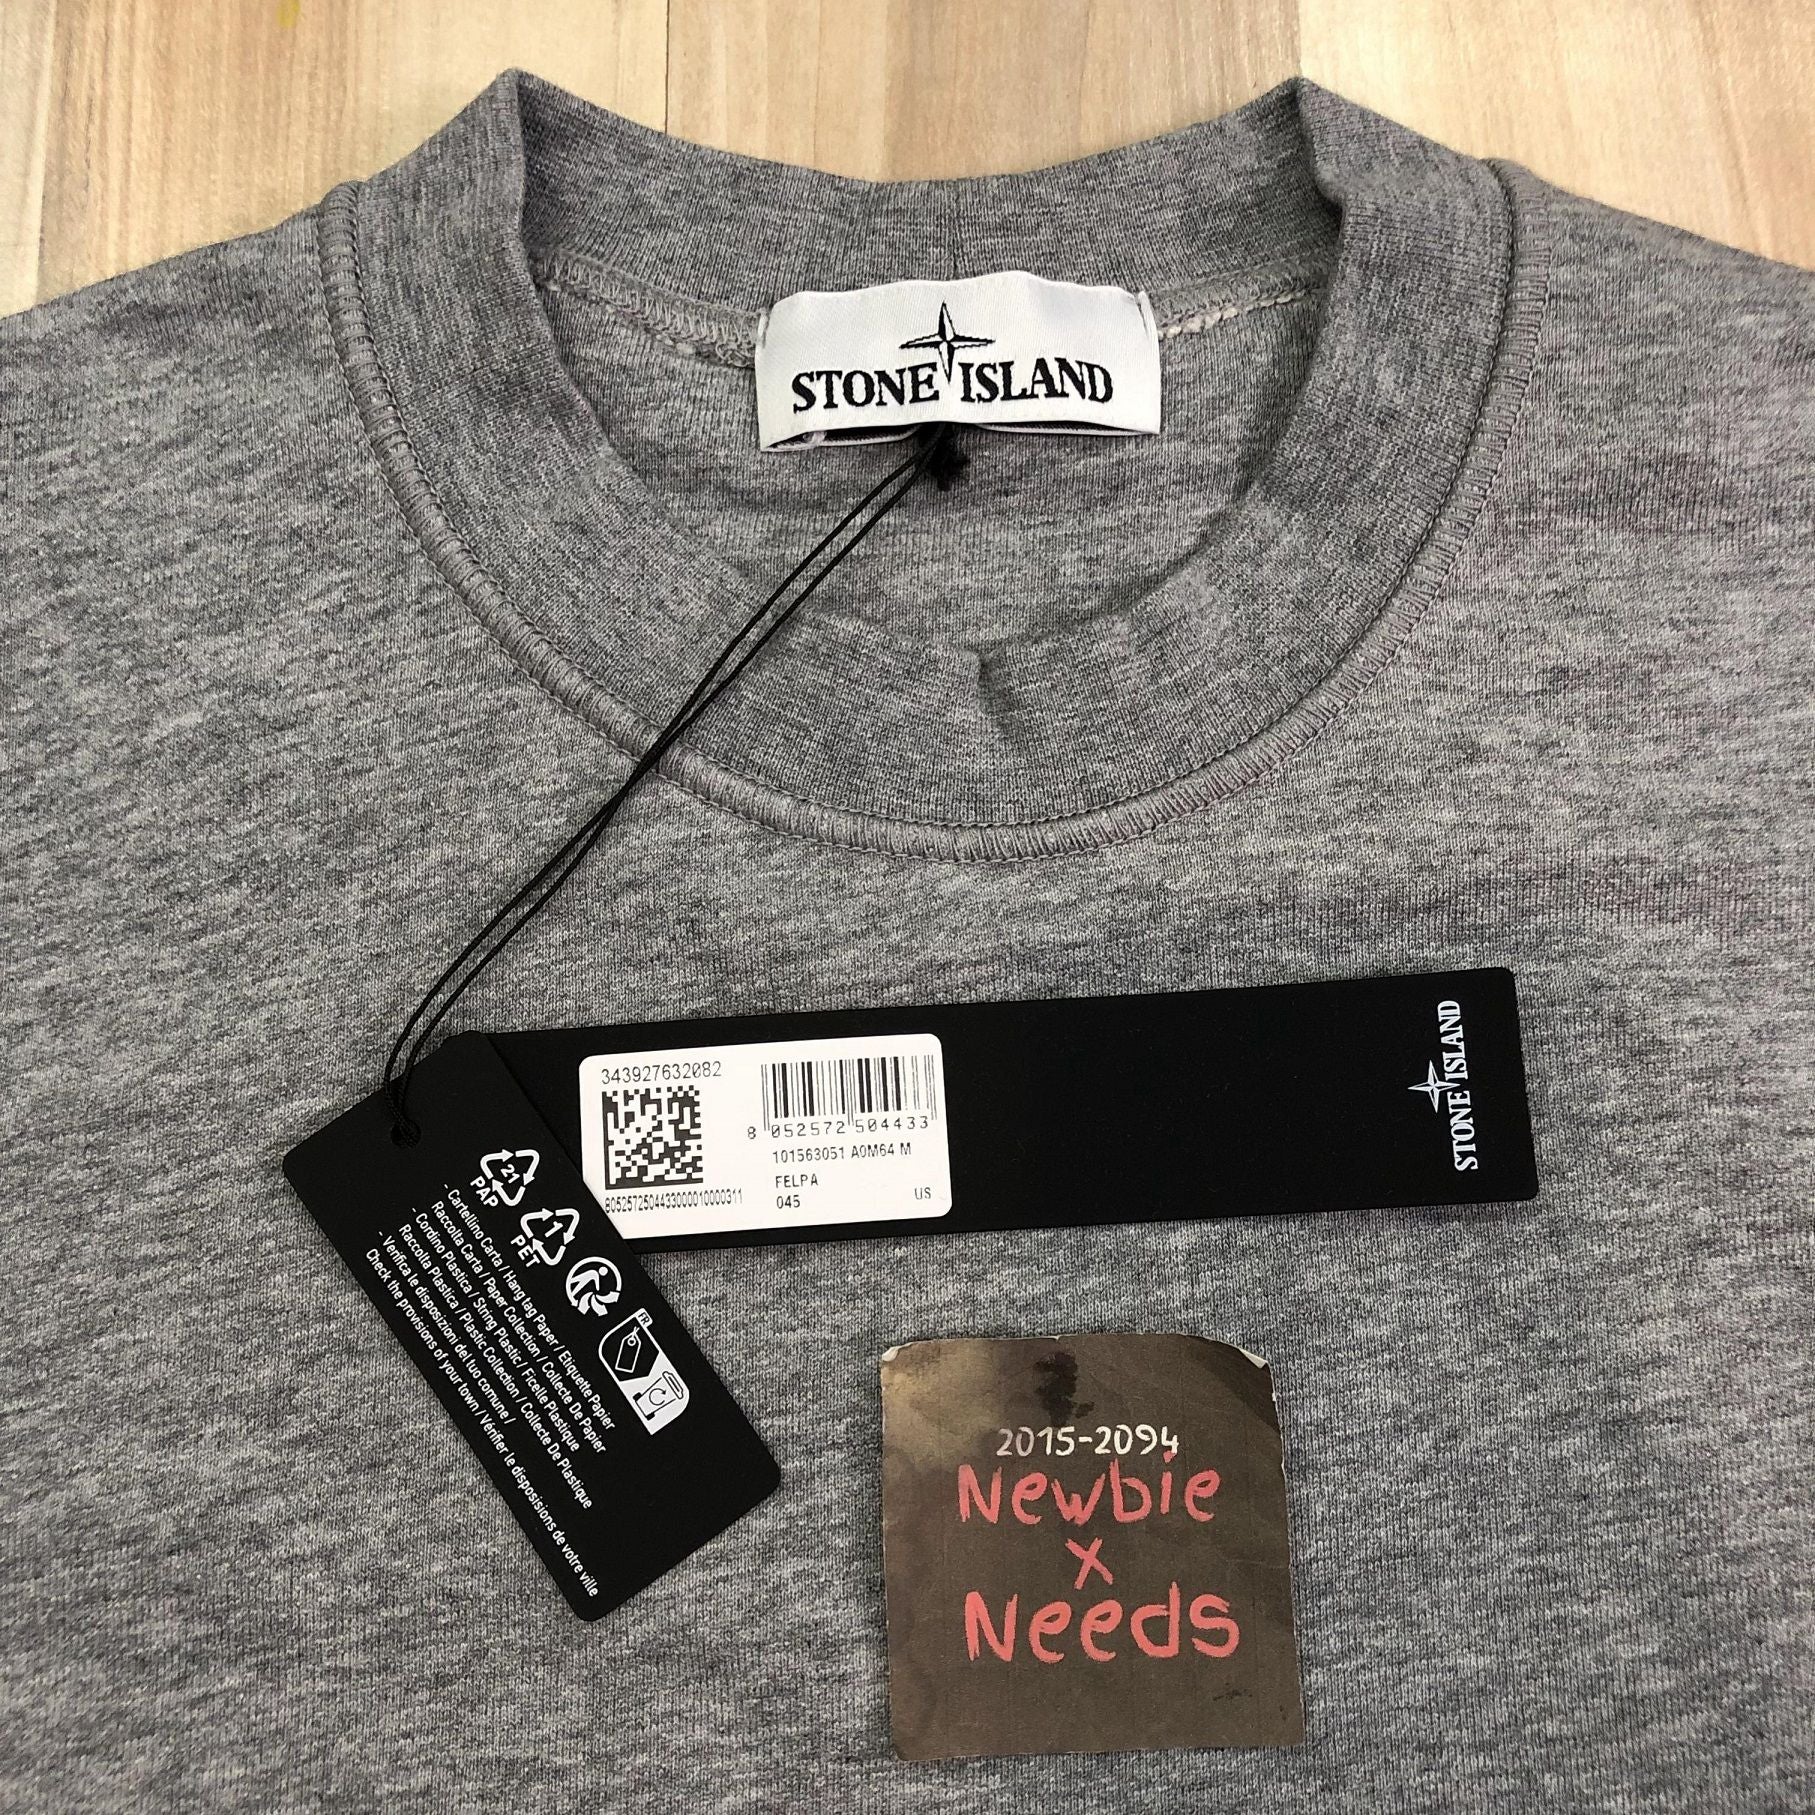 STONE ISLAND
343927632082
8052572504433000010000311
8 052572 504433
101563051 A0M64 M
FELPA
045
US
STONE ISLAND
21
PAP
1
PET
FR
- Cartellino Carta / Hang tag Paper / Etiquette Papier
Raccolta Carta / Paper Collection / Collecte De Papier
- Cordino Plastica / String Plastic / Ficelle Plastique
Raccolta Plastica / Plastic Collection / Collecte De Plastique
- Verifica le disposizioni del tuo comune /
Check the provisions of your town / Vérifier le disposisions de votre ville
2015-2094
Newbie
x
Needs